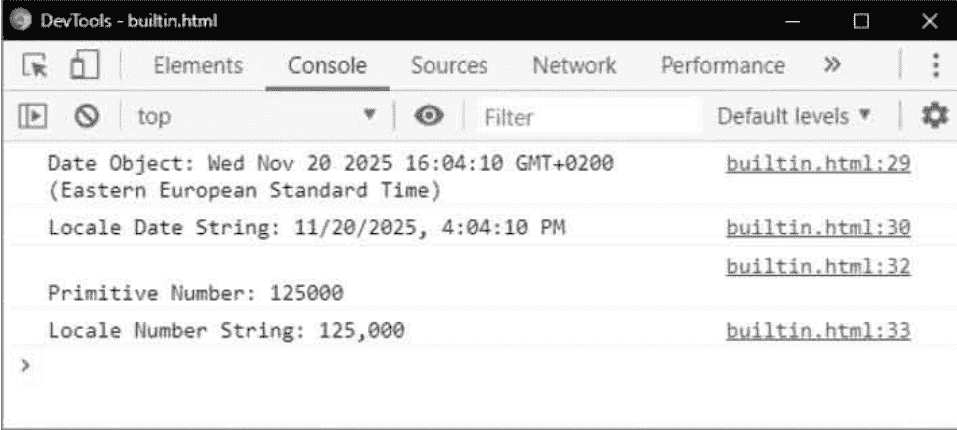 DevTools - builtin.html
Elements Console Sources Network Performance »
top Filter Default levels ▼
Date Object: Wed Nov 20 2025 16:04:10 GMT+0200 builtin.html:29
(Eastern European Standard Time)
Locale Date String: 11/20/2025, 4:04:10 PM builtin.html:30
builtin.html:32
Primitive Number: 125000
Locale Number String: 125,000 builtin.html:33
>